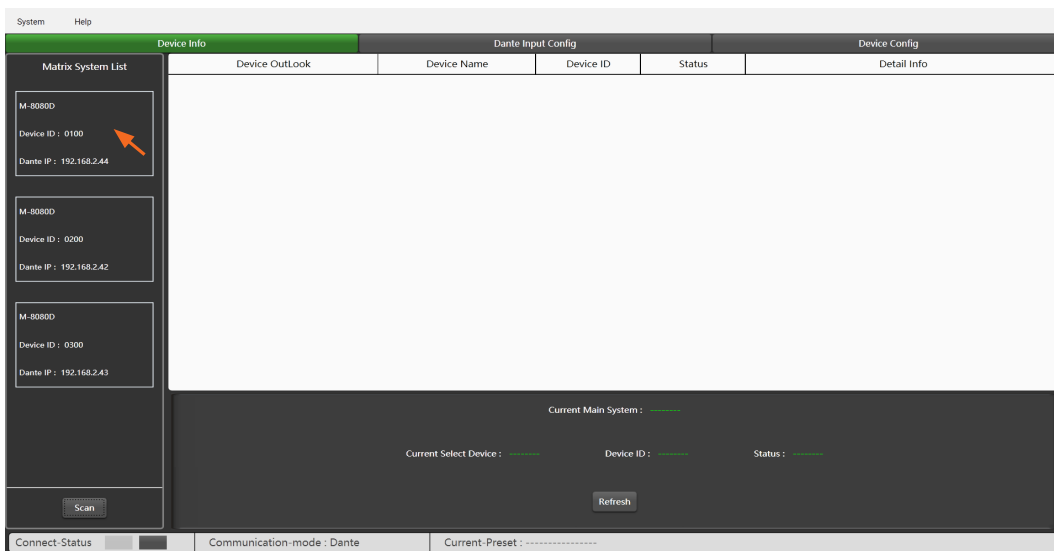 System Help
Device Info Dante Input Config Device Config
Matrix System List
Device OutLook Device Name Device ID Status Detail Info
M-8080D
Device ID : 0100
Dante IP : 192.168.2.44
M-8080D
Device ID : 0200
Dante IP : 192.168.2.42
M-8080D
Device ID : 0300
Dante IP : 192.168.2.43
Scan
Current Main System : --------
Current Select Device : -------- Device ID : -------- Status : --------
Refresh
Connect-Status Communication-mode : Dante Current-Preset : ----------------